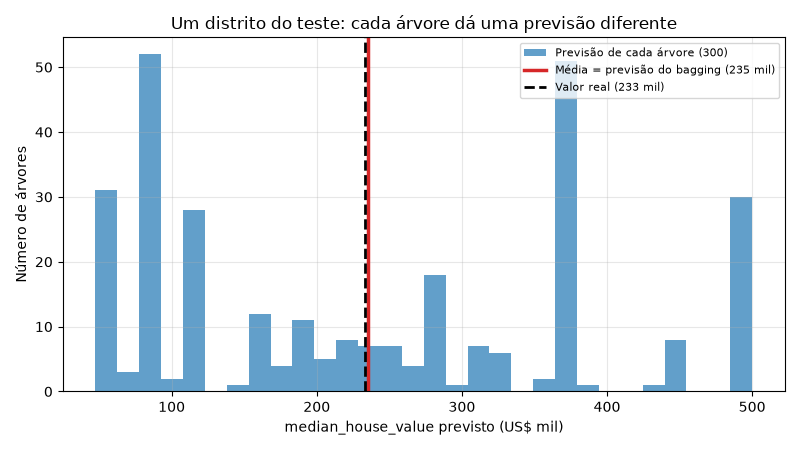 Um distrito do teste: cada árvore dá uma previsão diferente
Previsão de cada árvore (300)
Média = previsão do bagging (235 mil)
Valor real (233 mil)
Número de árvores
50
40
30
20
10
0
100 200 300 400 500
median_house_value previsto (US$ mil)